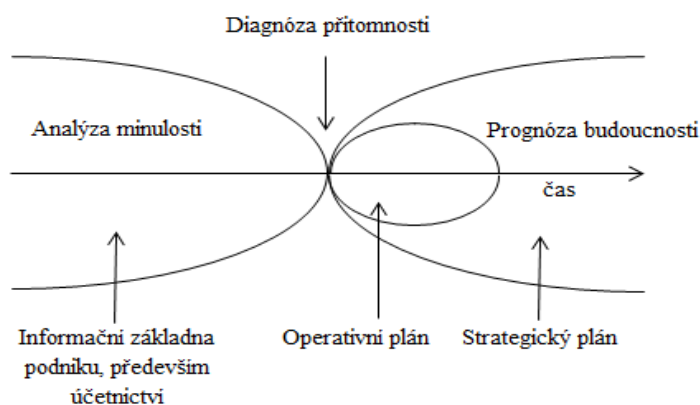 Diagnóza přítomnosti
Analýza minulosti
Prognóza budoucnosti
čas
Informační základna
podniku, především
účetnictví
Operativní plán
Strategický plán